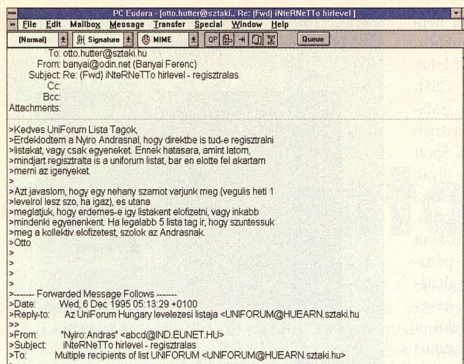 PC Eudora - [otto.hutter@sztaki... Re: (Fwd) iNteRNeTTo hirlevel ]
File Edit Mailbox Message Transfer Special Window Help
(Normal) Signature MIME QP Queue
To: otto.hutter@sztaki.hu
From: banyai@odin.net (Banyai Ferenc)
Subject: Re: (Fwd) iNteRNeTTo hirlevel - regisztralas
Cc:
Bcc:
Attachments:
>Kedves UniForum Lista Tagok,
>Erdeklodtem a Nyiro Andrasnal, hogy direktbe is tud-e regisztralni
>listakat, vagy csak egyeneket. Ennek hatasara, amint latom,
>mindjart regisztralta is a uniforum listat, bar en elotte fel akartam
>merni az igenyeket.
>
>Azt javaslom, hogy egy nehany szamot varjunk meg (vegulis heti 1
>levelrol lesz szo, ha igaz), es utana
>meglatjuk, hogy erdemes-e igy listakent elofizetni, vagy inkabb
>mindenki egyenenkent. Ha legalabb 5 lista tag ir, hogy szuntessuk
>meg a kollektiv elofizetest, szolok az Andrasnak.
>Otto
>
>
>
>------- Forwarded Message Follows -------
>Date: Wed, 6 Dec 1995 05:13:29 +0100
>Reply-to: Az UniForum Hungary levelezesi listaja <UNIFORUM@HUEARN.sztaki.hu
>>
>From: "Nyiro:Andras" <abcd@IND.EUNET.HU>
>Subject: iNteRNeTTo hirlevel - regisztralas
>To: Multiple recipients of list UNIFORUM <UNIFORUM@HUEARN.sztaki.hu>